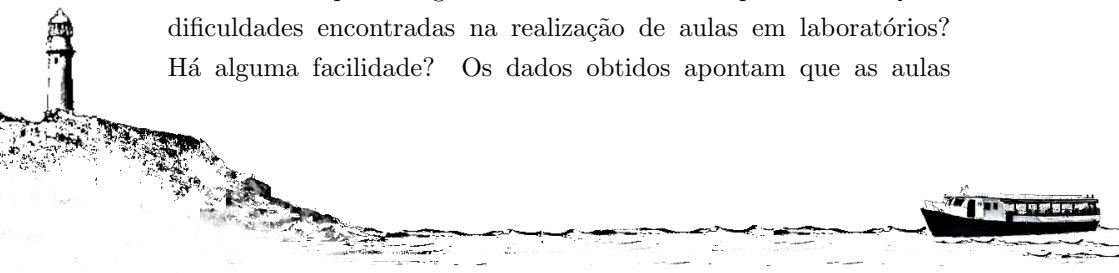 dificuldades encontradas na realização de aulas em laboratórios?
Há alguma facilidade? Os dados obtidos apontam que as aulas